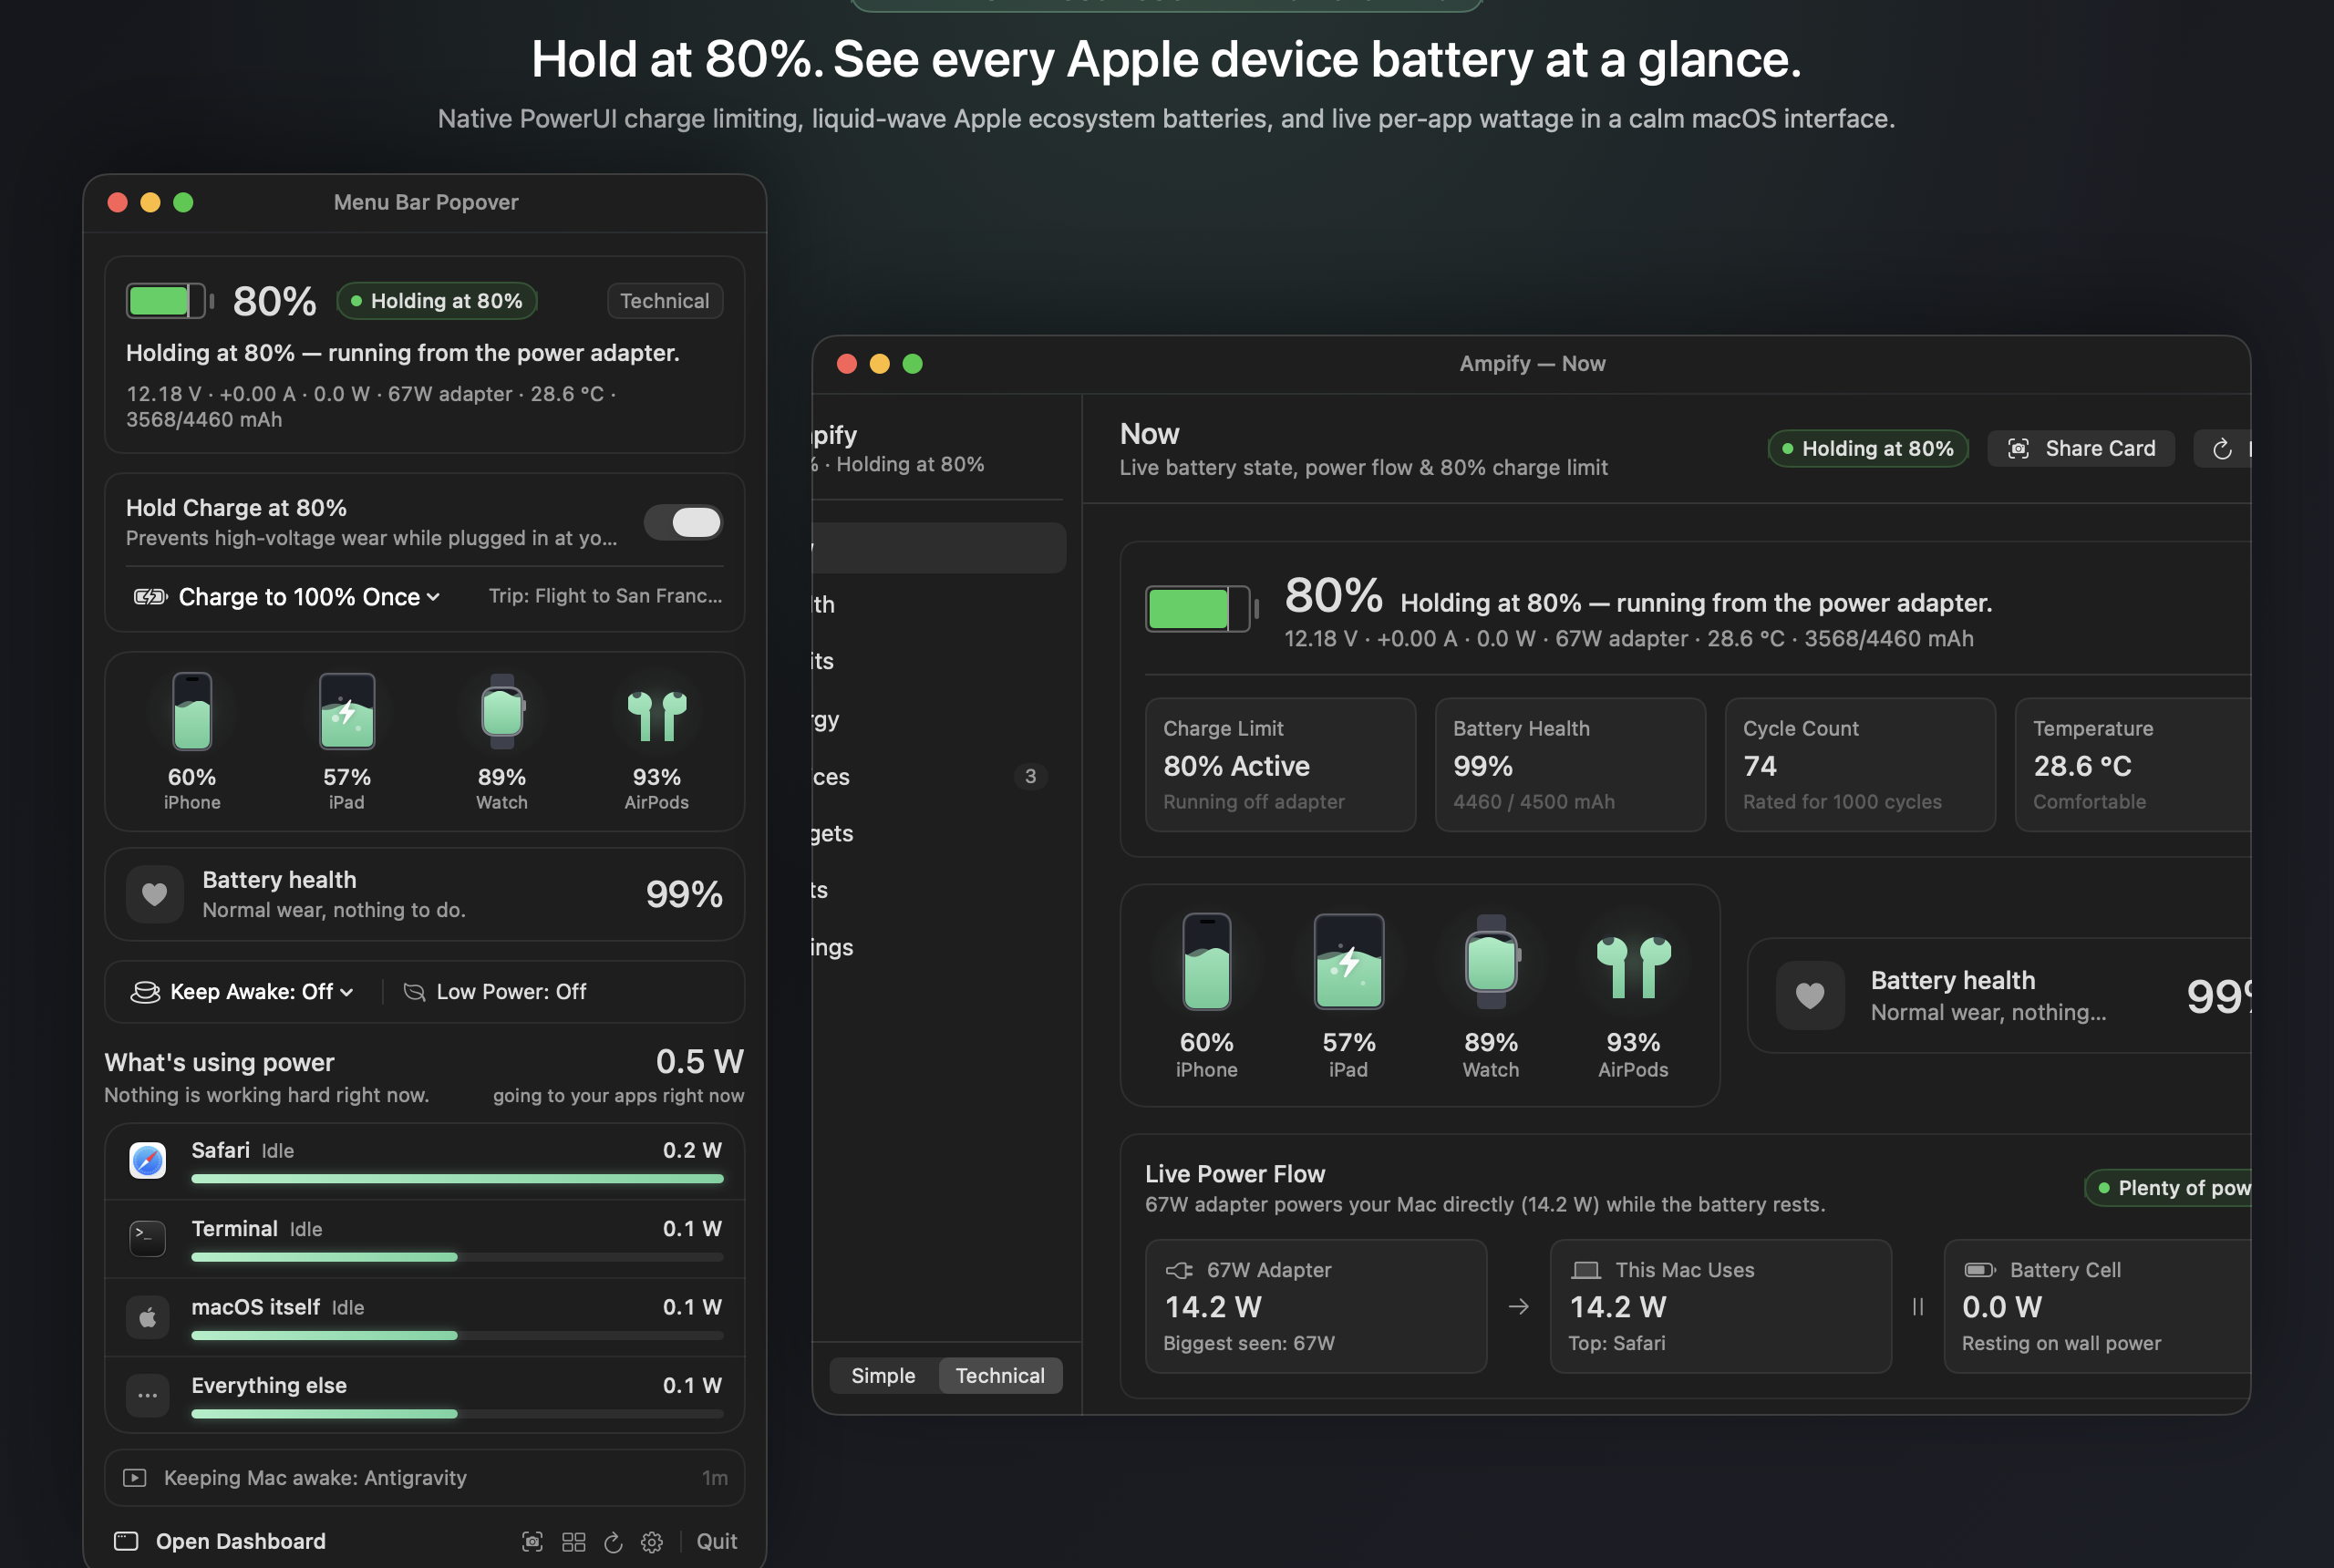 Hold at 80%. See every Apple device battery at a glance.
Native PowerUI charge limiting, liquid-wave Apple ecosystem batteries, and live per-app wattage in a calm macOS interface.
Menu Bar Popover
80%
Holding at 80%
Technical
Holding at 80% — running from the power adapter.
12.18 V · +0.00 A · 0.0 W · 67W adapter · 28.6 °C ·
3568/4460 mAh
Hold Charge at 80%
Prevents high-voltage wear while plugged in at yo...
Charge to 100% Once
Trip: Flight to San Franc...
60%
iPhone
57%
iPad
89%
Watch
93%
AirPods
Battery health
Normal wear, nothing to do.
99%
Keep Awake: Off
Low Power: Off
What's using power
0.5 W
Nothing is working hard right now.
going to your apps right now
Safari Idle
0.2 W
Terminal Idle
0.1 W
macOS itself Idle
0.1 W
Everything else
0.1 W
Keeping Mac awake: Antigravity
1m
Open Dashboard
Quit
Ampify — Now
pify
% · Holding at 80%
lth
its
rgy
ices
3
gets
ts
ings
Simple
Technical
Now
Live battery state, power flow & 80% charge limit
Holding at 80%
Share Card
80%
Holding at 80% — running from the power adapter.
12.18 V · +0.00 A · 0.0 W · 67W adapter · 28.6 °C · 3568/4460 mAh
Charge Limit
80% Active
Running off adapter
Battery Health
99%
4460 / 4500 mAh
Cycle Count
74
Rated for 1000 cycles
Temperature
28.6 °C
Comfortable
60%
iPhone
57%
iPad
89%
Watch
93%
AirPods
Battery health
Normal wear, nothing...
99%
Live Power Flow
67W adapter powers your Mac directly (14.2 W) while the battery rests.
Plenty of pow
67W Adapter
14.2 W
Biggest seen: 67W
This Mac Uses
14.2 W
Top: Safari
Battery Cell
0.0 W
Resting on wall power